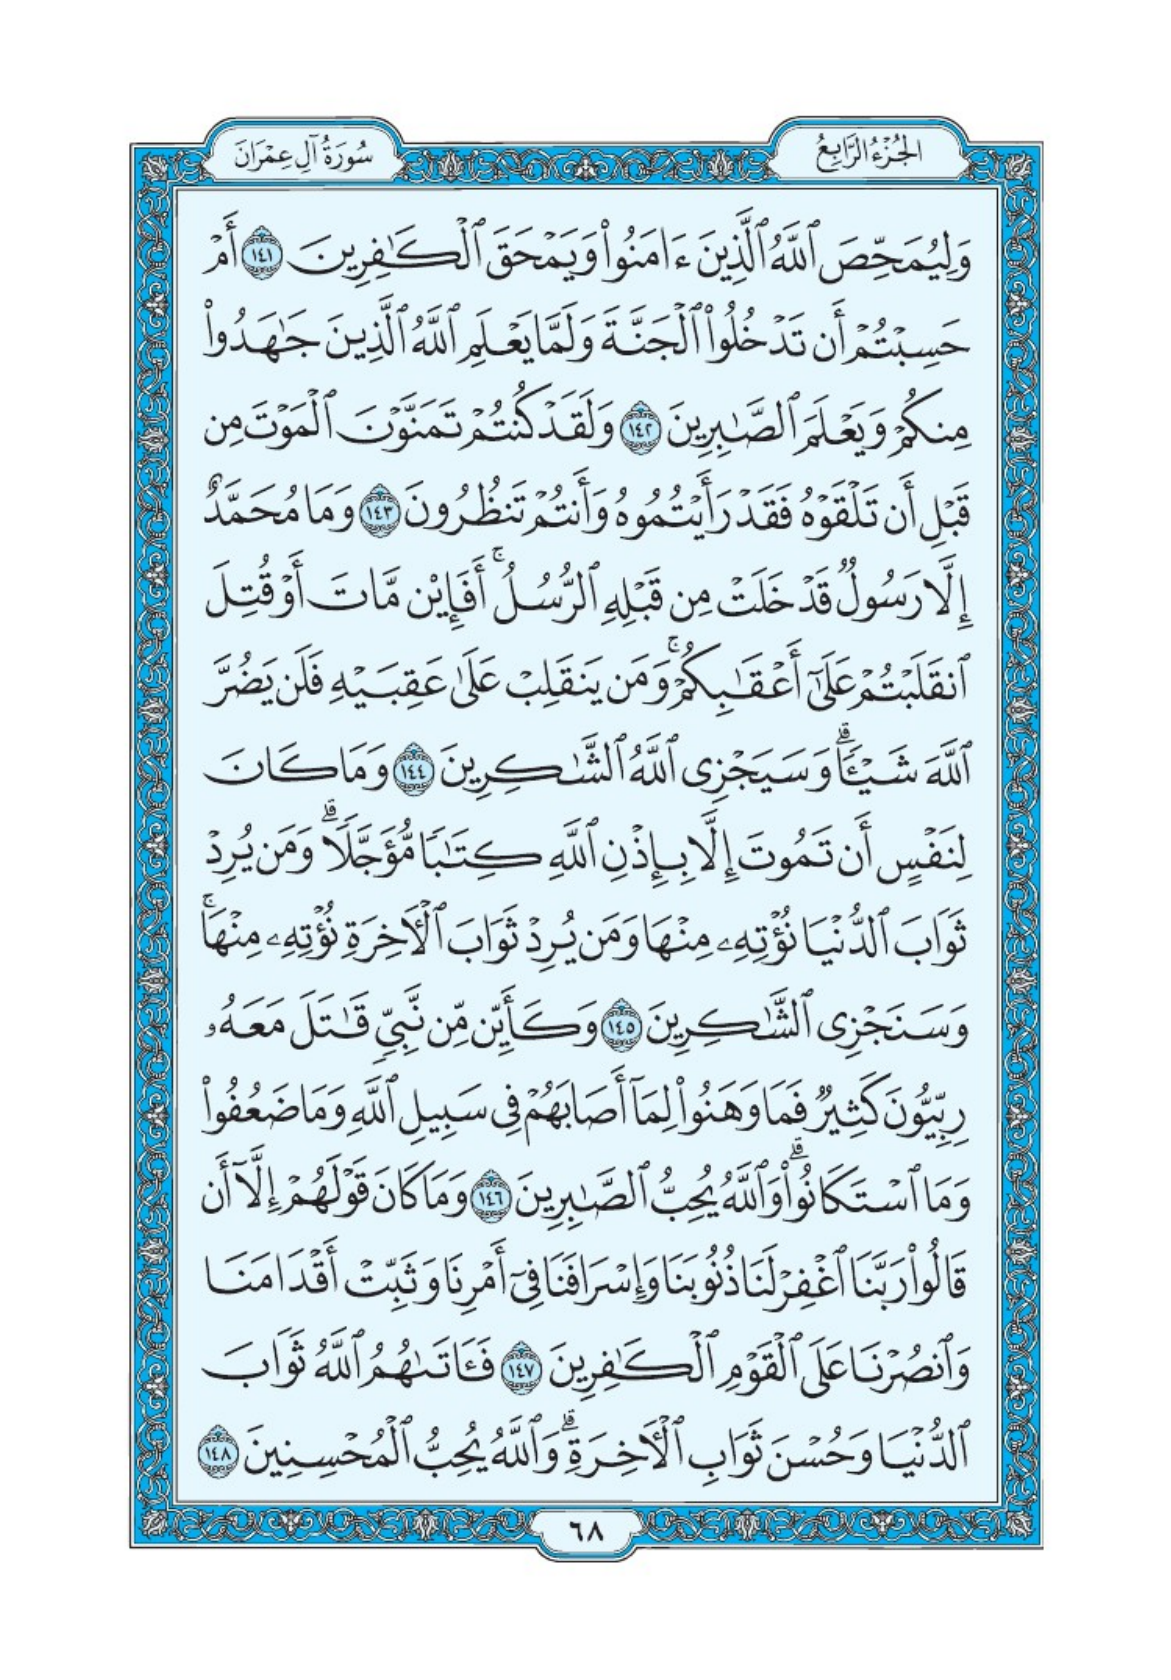 الجُزْءُ الرَّابِعُ
سُورَةُ آلِ عِمْرَانَ
وَلِيُمَحِّصَ ٱللَّهُ ٱلَّذِينَ ءَامَنُوا۟ وَيَمْحَقَ ٱلْكَـٰفِرِينَ ١٤١ أَمْ
حَسِبْتُمْ أَن تَدْخُلُوا۟ ٱلْجَنَّةَ وَلَمَّا يَعْلَمِ ٱللَّهُ ٱلَّذِينَ جَـٰهَدُوا۟
مِنكُمْ وَيَعْلَمَ ٱلصَّـٰبِرِينَ ١٤٢ وَلَقَدْ كُنتُمْ تَمَنَّوْنَ ٱلْمَوْتَ مِن
قَبْلِ أَن تَلْقَوْهُ فَقَدْ رَأَيْتُمُوهُ وَأَنتُمْ تَنظُرُونَ ١٤٣ وَمَا مُحَمَّدٌ
إِلَّا رَسُولٌ قَدْ خَلَتْ مِن قَبْلِهِ ٱلرُّسُلُ ۚ أَفَإِي۟ن مَّاتَ أَوْ قُتِلَ
ٱنقَلَبْتُمْ عَلَىٰٓ أَعْقَـٰبِكُمْ ۚ وَمَن يَنقَلِبْ عَلَىٰ عَقِبَيْهِ فَلَن يَضُرَّ
ٱللَّهَ شَيْـًٔا ۗ وَسَيَجْزِى ٱللَّهُ ٱلشَّـٰكِرِينَ ١٤٤ وَمَا كَانَ
لِنَفْسٍ أَن تَمُوتَ إِلَّا بِإِذْنِ ٱللَّهِ كِتَـٰبًا مُّؤَجَّلًا ۗ وَمَن يُرِدْ
ثَوَابَ ٱلدُّنْيَا نُؤْتِهِۦ مِنْهَا وَمَن يُرِدْ ثَوَابَ ٱلْـَٔاخِرَةِ نُؤْتِهِۦ مِنْهَا ۚ
وَسَنَجْزِى ٱلشَّـٰكِرِينَ ١٤٥ وَكَأَيِّن مِّن نَّبِىٍّ قَـٰتَلَ مَعَهُۥ
رِبِّيُّونَ كَثِيرٌ فَمَا وَهَنُوا۟ لِمَآ أَصَابَهُمْ فِى سَبِيلِ ٱللَّهِ وَمَا ضَعُفُوا۟
وَمَا ٱسْتَكَانُوا۟ ۗ وَٱللَّهُ يُحِبُّ ٱلصَّـٰبِرِينَ ١٤٦ وَمَا كَانَ قَوْلَهُمْ إِلَّآ أَن
قَالُوا۟ رَبَّنَا ٱغْفِرْ لَنَا ذُنُوبَنَا وَإِسْرَافَنَا فِىٓ أَمْرِنَا وَثَبِّتْ أَقْدَامَنَا
وَٱنصُرْنَا عَلَى ٱلْقَوْمِ ٱلْكَـٰفِرِينَ ١٤٧ فَـَٔاتَىٰهُمُ ٱللَّهُ ثَوَابَ
ٱلدُّنْيَا وَحُسْنَ ثَوَابِ ٱلْـَٔاخِرَةِ ۗ وَٱللَّهُ يُحِبُّ ٱلْمُحْسِنِينَ ١٤٨
٦٨